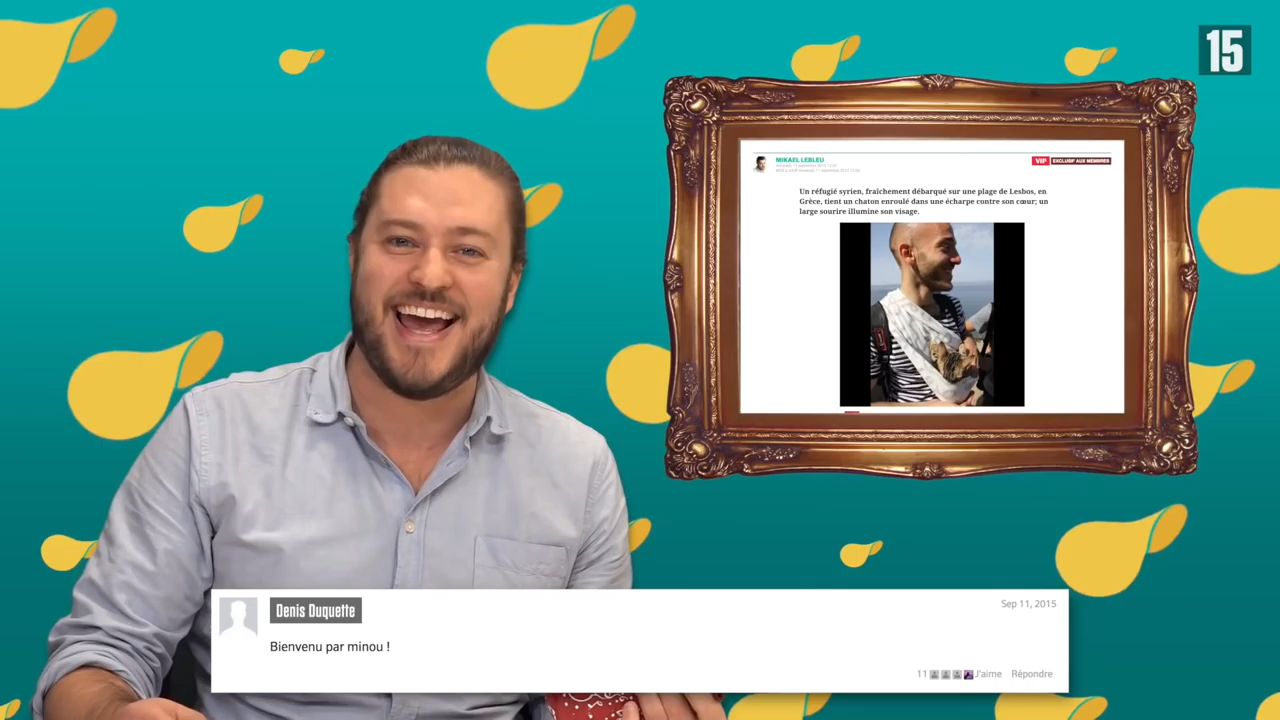 15
MIKAEL LEBLEU
VIP EXCLUSIF AUX MEMBRES
Un réfugié syrien, fraîchement débarqué sur une plage de Lesbos, en
Grèce, tient un chaton enroulé dans une écharpe contre son cœur; un
large sourire illumine son visage.
Denis Duquette
Sep 11, 2015
Bienvenu par minou !
11 J'aime Répondre